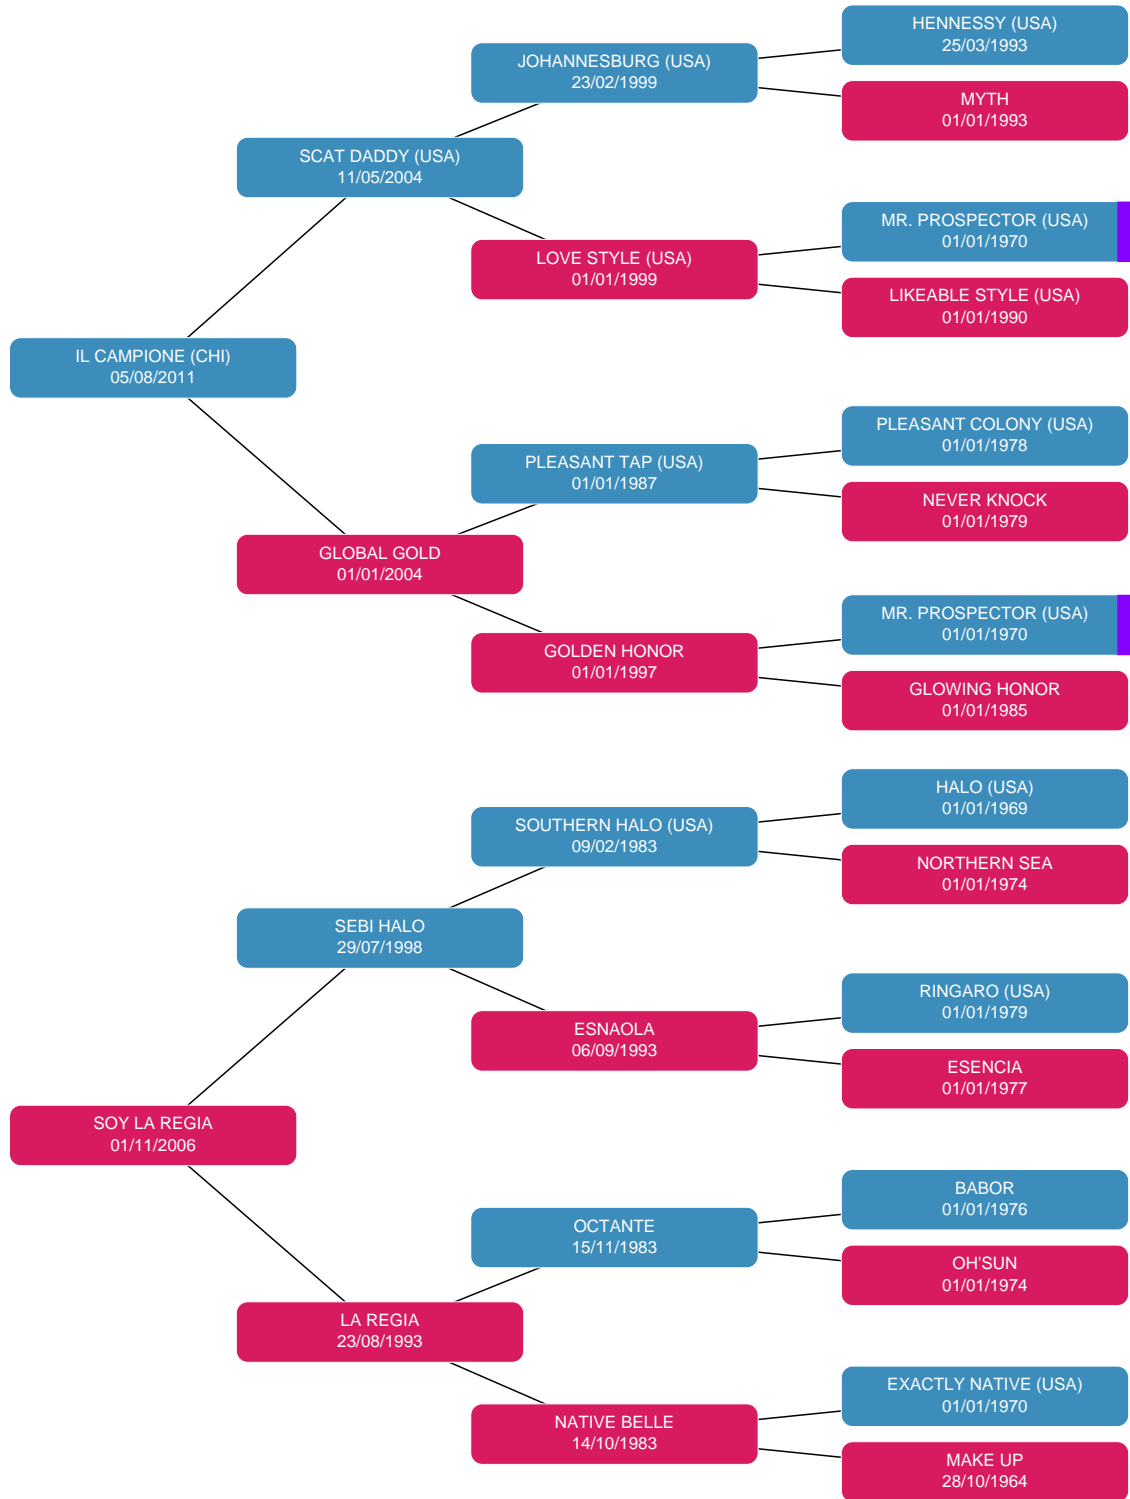 HENNESSY (USA)
25/03/1993
JOHANNESBURG (USA)
23/02/1999
MYTH
01/01/1993
SCAT DADDY (USA)
11/05/2004
MR. PROSPECTOR (USA)
01/01/1970
LOVE STYLE (USA)
01/01/1999
LIKEABLE STYLE (USA)
01/01/1990
IL CAMPIONE (CHI)
05/08/2011
PLEASANT COLONY (USA)
01/01/1978
PLEASANT TAP (USA)
01/01/1987
NEVER KNOCK
01/01/1979
GLOBAL GOLD
01/01/2004
MR. PROSPECTOR (USA)
01/01/1970
GOLDEN HONOR
01/01/1997
GLOWING HONOR
01/01/1985
HALO (USA)
01/01/1969
SOUTHERN HALO (USA)
09/02/1983
NORTHERN SEA
01/01/1974
SEBI HALO
29/07/1998
RINGARO (USA)
01/01/1979
ESNAOLA
06/09/1993
ESENCIA
01/01/1977
SOY LA REGIA
01/11/2006
BABOR
01/01/1976
OCTANTE
15/11/1983
OH'SUN
01/01/1974
LA REGIA
23/08/1993
EXACTLY NATIVE (USA)
01/01/1970
NATIVE BELLE
14/10/1983
MAKE UP
28/10/1964